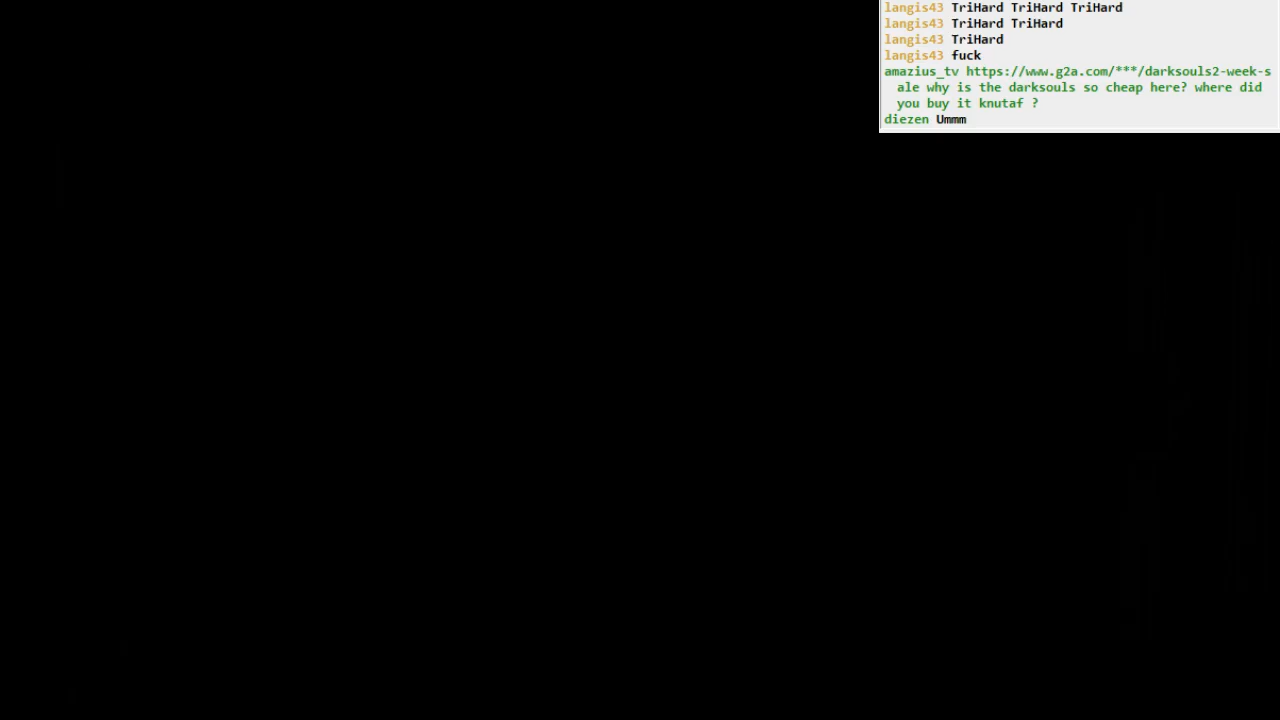 langis43 TriHard TriHard TriHard
langis43 TriHard TriHard
langis43 TriHard
langis43 fuck
amazius_tv https://www.g2a.com/***/darksouls2-week-s
ale why is the darksouls so cheap here? where did
you buy it knutaf ?
diezen Ummm